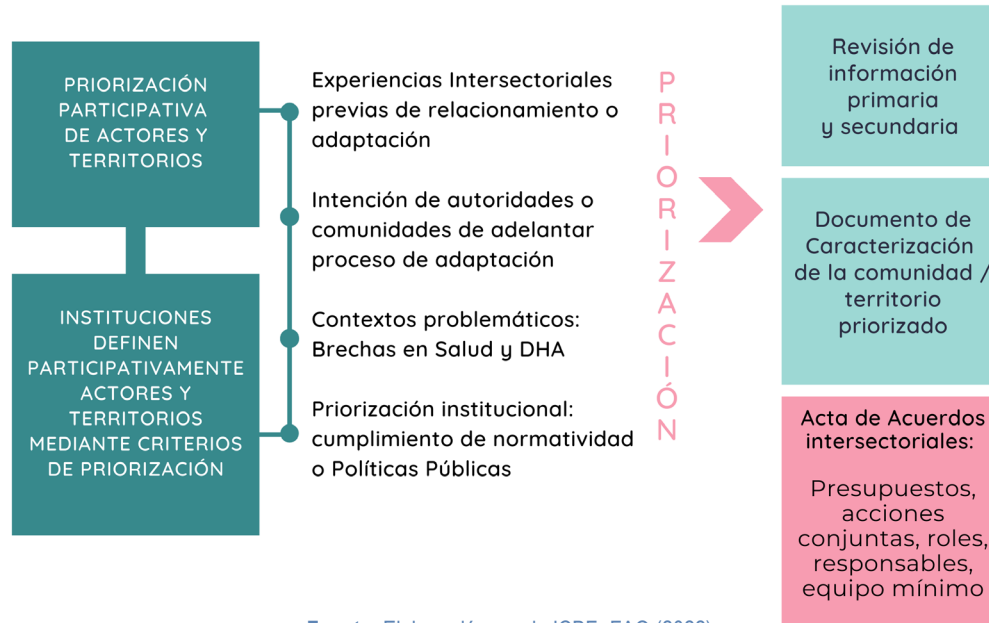 PRIORIZACIÓN
PARTICIPATIVA
DE ACTORES Y
TERRITORIOS
INSTITUCIONES
DEFINEN
PARTICIPATIVAMENTE
ACTORES Y
TERRITORIOS
MEDIANTE CRITERIOS
DE PRIORIZACIÓN
Experiencias Intersectoriales
previas de relacionamiento o
adaptación
Intención de autoridades o
comunidades de adelantar
proceso de adaptación
Contextos problemáticos:
Brechas en Salud y DHA
Priorización institucional:
cumplimiento de normatividad
o Políticas Públicas
PRIORIZACIÓN
Revisión de
información
primaria
y secundaria
Documento de
Caracterización
de la comunidad /
territorio
priorizado
Acta de Acuerdos
intersectoriales:
Presupuestos,
acciones
conjuntas, roles,
responsables,
equipo mínimo